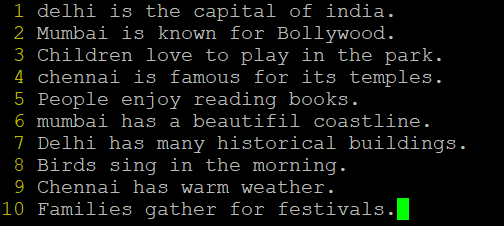 1 delhi is the capital of india.
2 Mumbai is known for Bollywood.
3 Children love to play in the park.
4 chennai is famous for its temples.
5 People enjoy reading books.
6 mumbai has a beautifil coastline.
7 Delhi has many historical buildings.
8 Birds sing in the morning.
9 Chennai has warm weather.
10 Families gather for festivals.